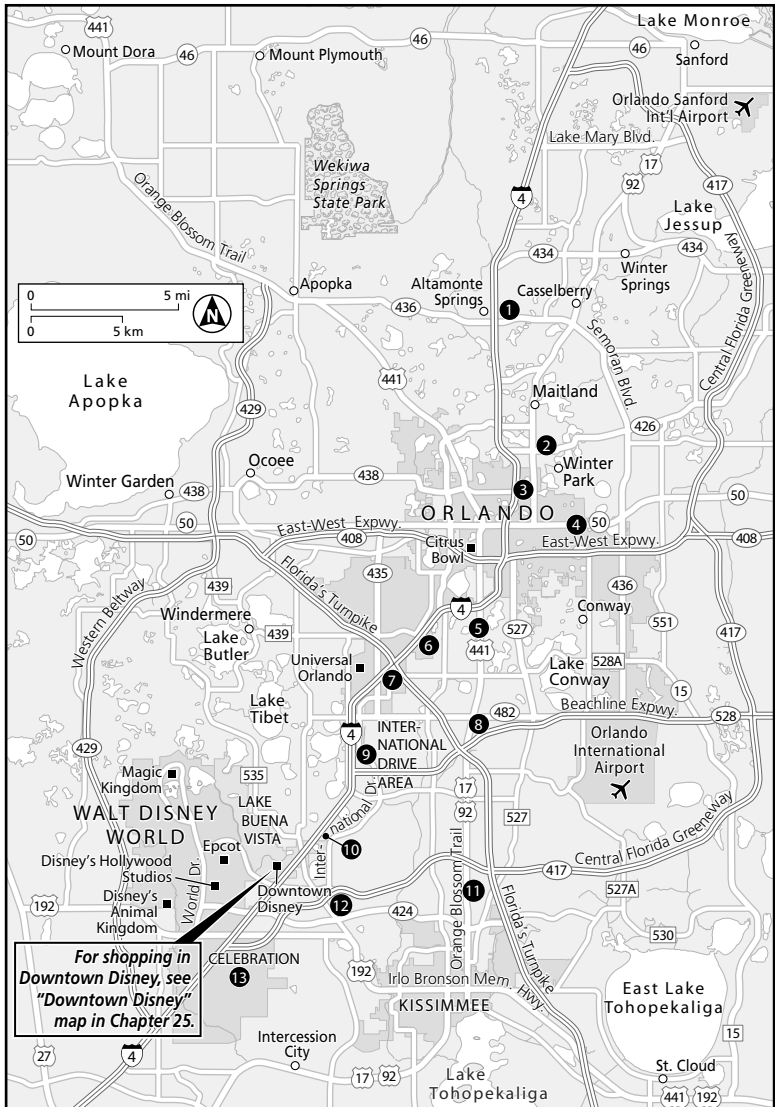 Lake Monroe
441
Mount Dora
46
Mount Plymouth
46
46
Sanford
Orlando Sanford
Int'l Airport
Lake Mary Blvd.
17
92
417
Wekiwa
Springs
State Park
4
Orange Blossom Trail
Lake
Jessup
434
434
Winter
Springs
0 5 mi
0 5 km
N
Apopka
Altamonte
Springs
436
1
Casselberry
Semoran Blvd.
Central Florida Greeneway
Lake
Apopka
441
429
Maitland
426
2
Winter
Park
Ocoee
Winter Garden
438
438
3
ORLANDO
50
4
50
50
50
East-West Expwy.
408
Citrus
Bowl
East-West Expwy.
408
Florida's Turnpike
435
436
Western Beltway
439
Windermere
Lake
Butler
439
4
5
441
527
Conway
551
417
6
Universal
Orlando
7
Lake
Conway
528A
15
Lake
Tibet
482
Beachline Expwy.
528
8
4
9
INTER-
NATIONAL
DRIVE
AREA
Orlando
International
Airport
429
Magic
Kingdom
535
WALT DISNEY
WORLD
LAKE
BUENA
VISTA
17
92
527
Inter-
national Dr.
10
Epcot
Disney's Hollywood
Studios
World Dr.
Downtown
Disney
Orange Blossom Trail
417
Central Florida Greeneway
192
Disney's
Animal
Kingdom
12
424
11
Florida's Turnpike
527A
530
For shopping in
Downtown Disney, see
"Downtown Disney"
map in Chapter 25.
CELEBRATION
13
192
Irlo Bronson Mem. Hwy.
KISSIMMEE
East Lake
Tohopekaliga
15
27
4
Intercession
City
17
92
Lake
Tohopekaliga
St. Cloud
441
192